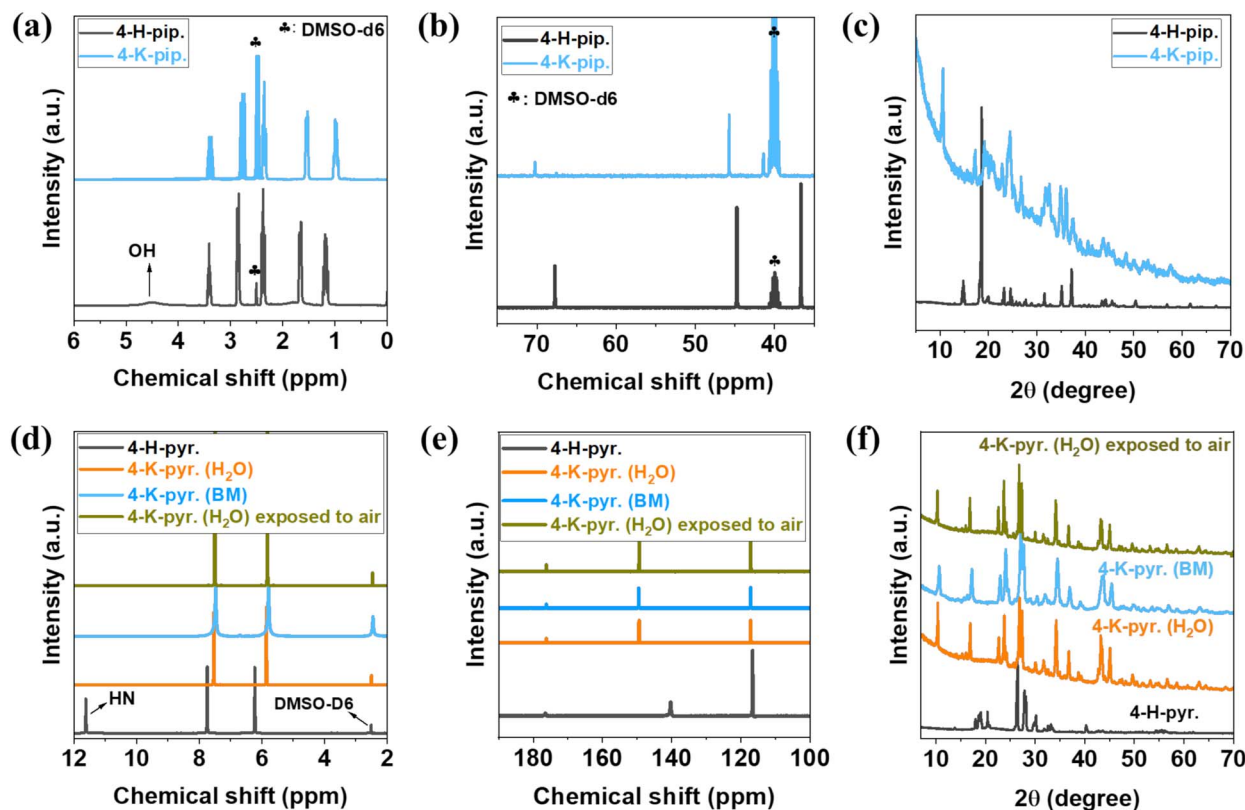 (a)
4-H-pip.
4-K-pip.
♣: DMSO-d6
♣
♣
OH
Intensity (a.u.)
6 5 4 3 2 1 0
Chemical shift (ppm)
(b)
4-H-pip.
4-K-pip.
♣: DMSO-d6
♣
♣
Intensity (a.u.)
70 60 50 40
Chemical shift (ppm)
(c)
4-H-pip.
4-K-pip.
Intensity (a.u)
10 20 30 40 50 60 70
2θ (degree)
(d)
4-H-pyr.
4-K-pyr. (H₂O)
4-K-pyr. (BM)
4-K-pyr. (H₂O) exposed to air
HN
DMSO-D6
Intensity (a.u.)
12 10 8 6 4 2
Chemical shift (ppm)
(e)
4-H-pyr.
4-K-pyr. (H₂O)
4-K-pyr. (BM)
4-K-pyr. (H₂O) exposed to air
Intensity (a.u.)
180 160 140 120 100
Chemical shift (ppm)
(f)
4-K-pyr. (H₂O) exposed to air
4-K-pyr. (BM)
4-K-pyr. (H₂O)
4-H-pyr.
Intensity (a.u.)
10 20 30 40 50 60 70
2θ (degree)